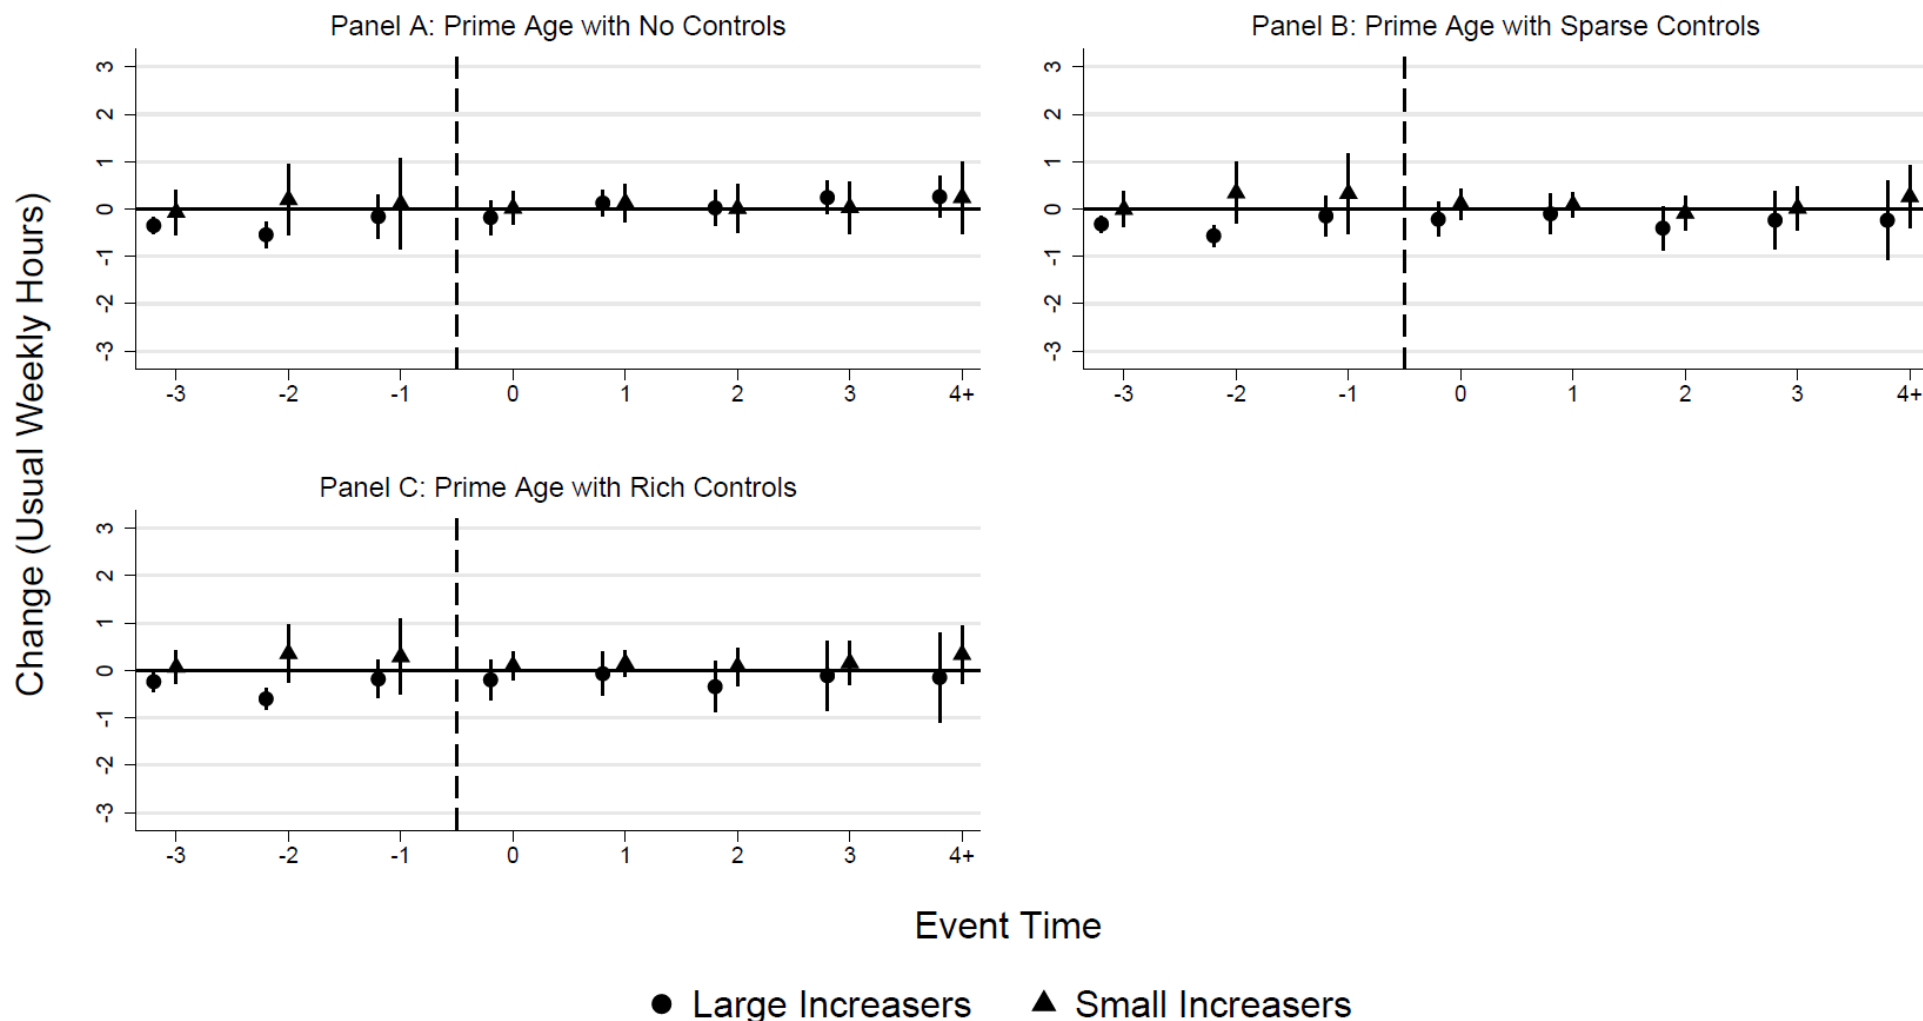 Panel A: Prime Age with No Controls
3
2
1
0
-1
-2
-3
-3 -2 -1 0 1 2 3 4+
Panel B: Prime Age with Sparse Controls
3
2
1
0
-1
-2
-3
-3 -2 -1 0 1 2 3 4+
Panel C: Prime Age with Rich Controls
3
2
1
0
-1
-2
-3
-3 -2 -1 0 1 2 3 4+
Change (Usual Weekly Hours)
Event Time
Large Increasers Small Increasers